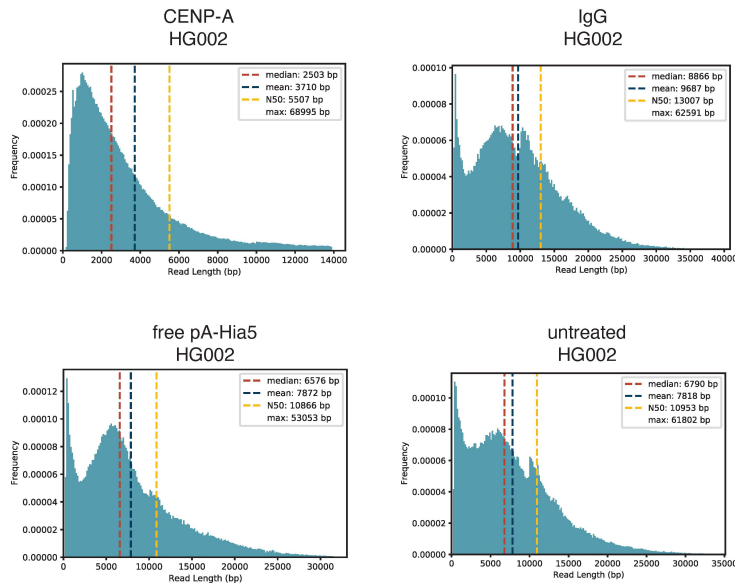 CENP-A
HG002
median: 2503 bp
mean: 3710 bp
N50: 5507 bp
max: 68995 bp
Frequency
0.00025
0.00020
0.00015
0.00010
0.00005
0.00000
0 2000 4000 6000 8000 10000 12000 14000
Read Length (bp)
IgG
HG002
median: 8866 bp
mean: 9687 bp
N50: 13007 bp
max: 62591 bp
Frequency
0.00010
0.00008
0.00006
0.00004
0.00002
0.00000
0 5000 10000 15000 20000 25000 30000 35000 40000
Read Length (bp)
free pA-Hia5
HG002
median: 6576 bp
mean: 7872 bp
N50: 10866 bp
max: 53053 bp
Frequency
0.00012
0.00010
0.00008
0.00006
0.00004
0.00002
0.00000
0 5000 10000 15000 20000 25000 30000
Read Length (bp)
untreated
HG002
median: 6790 bp
mean: 7818 bp
N50: 10953 bp
max: 61802 bp
Frequency
0.00010
0.00008
0.00006
0.00004
0.00002
0.00000
0 5000 10000 15000 20000 25000 30000 35000
Read Length (bp)